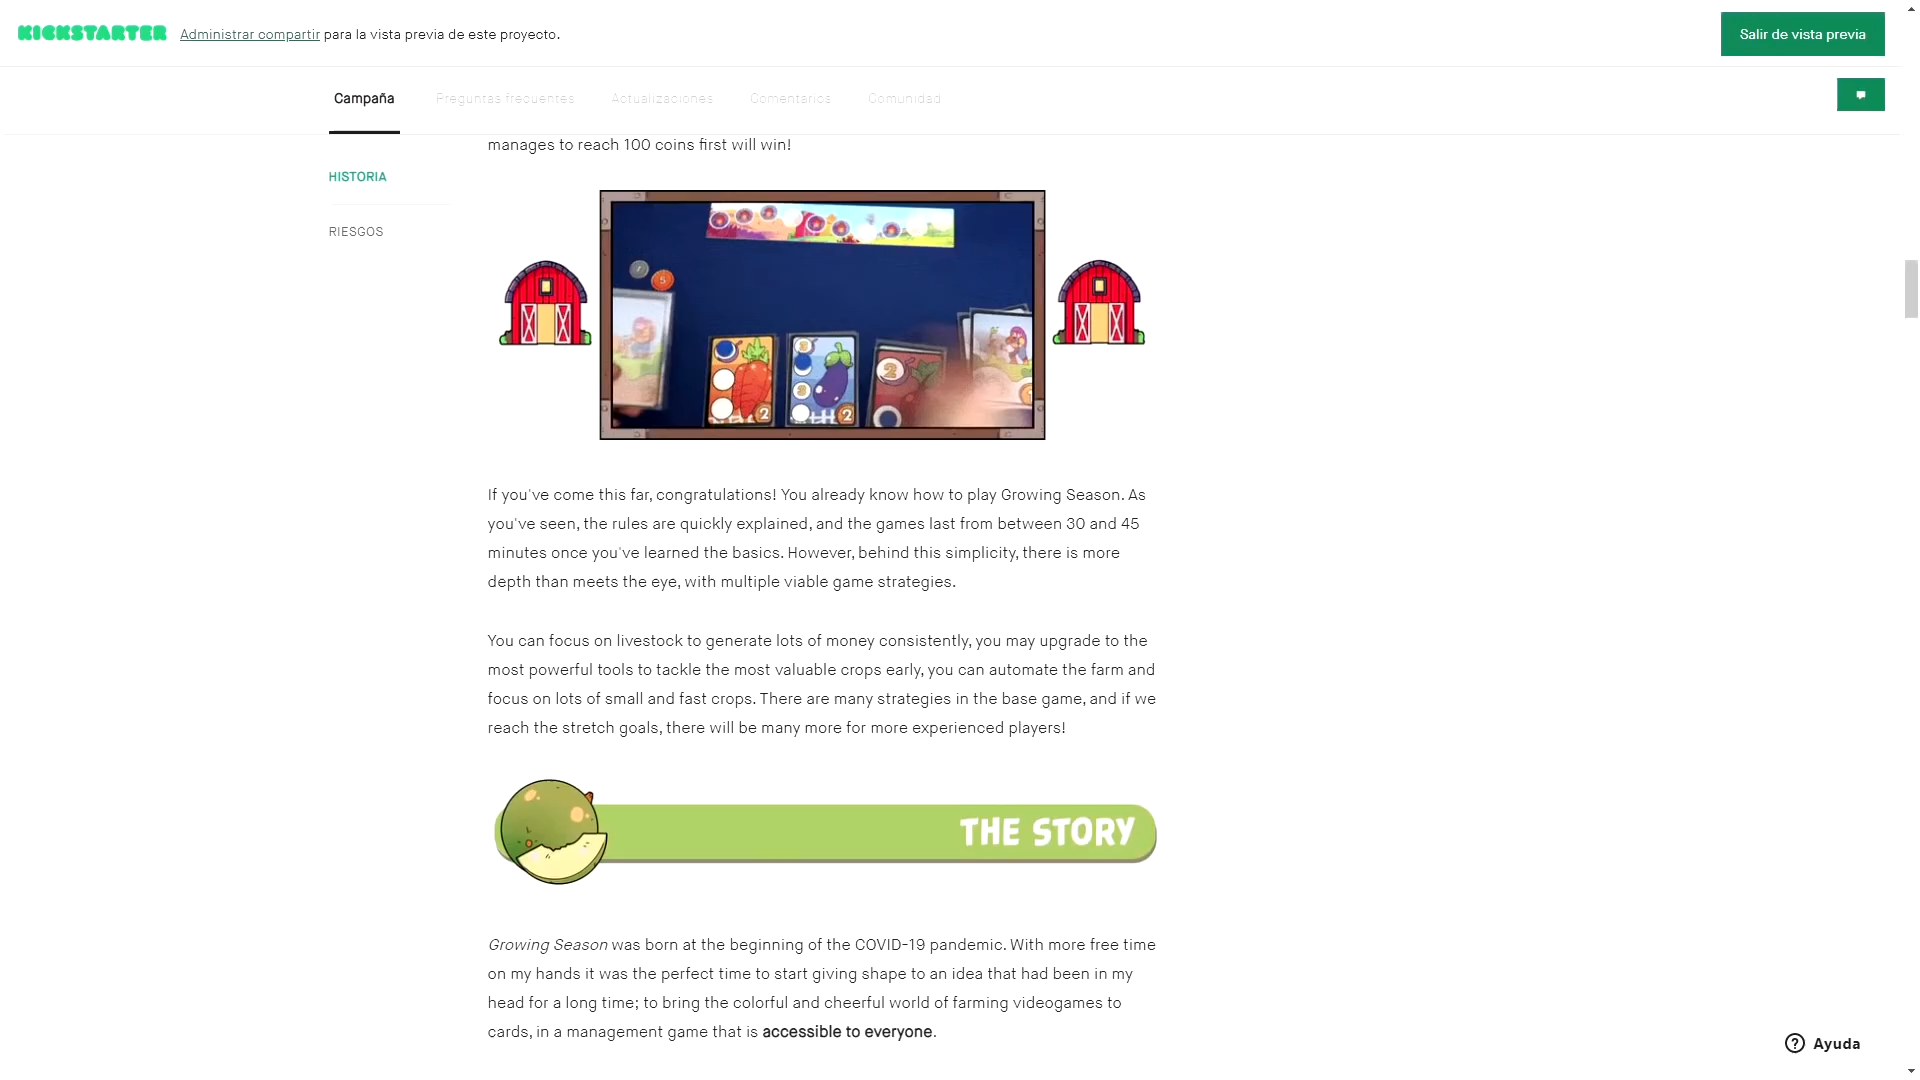 KICKSTARTER Administrar compartir para la vista previa de este proyecto. Salir de vista previa
Campaña Preguntas frecuentes Actualizaciones Comentarios Comunidad
manages to reach 100 coins first will win!
HISTORIA
RIESGOS
5
2
2
2
If you've come this far, congratulations! You already know how to play Growing Season. As
you've seen, the rules are quickly explained, and the games last from between 30 and 45
minutes once you've learned the basics. However, behind this simplicity, there is more
depth than meets the eye, with multiple viable game strategies.
You can focus on livestock to generate lots of money consistently, you may upgrade to the
most powerful tools to tackle the most valuable crops early, you can automate the farm and
focus on lots of small and fast crops. There are many strategies in the base game, and if we
reach the stretch goals, there will be many more for more experienced players!
THE STORY
Growing Season was born at the beginning of the COVID-19 pandemic. With more free time
on my hands it was the perfect time to start giving shape to an idea that had been in my
head for a long time; to bring the colorful and cheerful world of farming videogames to
cards, in a management game that is accessible to everyone.
Ayuda